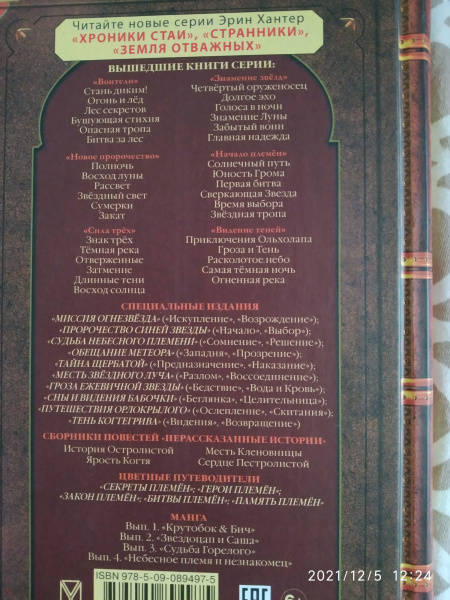 Читайте новые серии Эрин Хантер
«ХРОНИКИ СТАИ», «СТРАННИКИ»,
«ЗЕМЛЯ ОТВАЖНЫХ»
ВЫШЕДШИЕ КНИГИ СЕРИИ:
«Воители»
Стань диким!
Огонь и лёд
Лес секретов
Бушующая стихия
Опасная тропа
Битва за лес
«Знамение звёзд»
Четвёртый оруженосец
Долгое эхо
Голоса в ночи
Знамение Луны
Забытый воин
Главная надежда
«Новое пророчество»
Полночь
Восход луны
Рассвет
Звёздный свет
Сумерки
Закат
«Начало племён»
Солнечный путь
Юность Грома
Первая битва
Сверкающая Звезда
Время выбора
Звёздная тропа
«Сила трёх»
Знак трёх
Тёмная река
Отверженные
Затмение
Длинные тени
Восход солнца
«Видение теней»
Приключения Ольхолапа
Гроза и Тень
Расколотое небо
Самая тёмная ночь
Огненная река
СПЕЦИАЛЬНЫЕ ИЗДАНИЯ
«МИССИЯ ОГНЕЗВЁЗДА» («Искупление», «Возрождение»);
«ПРОРОЧЕСТВО СИНЕЙ ЗВЕЗДЫ» («Начало», «Выбор»);
«СУДЬБА НЕБЕСНОГО ПЛЕМЕНИ» («Сомнение», «Решение»);
«ОБЕЩАНИЕ МЕТЕОРА» («Западня», «Прозрение»);
«ТАЙНА ЩЕРБАТОЙ» («Предназначение», «Наказание»);
«МЕСТЬ ЗВЁЗДНОГО ЛУЧА» («Разлом», «Воссоединение»);
«ГРОЗА ЕЖЕВИЧНОЙ ЗВЕЗДЫ» («Бедствие», «Вода и Кровь»);
«СНЫ И ВИДЕНИЯ БАБОЧКИ» («Беглянка», «Целительница»);
«ПУТЕШЕСТВИЯ ОРЛОКРЫЛОГО» («Ослепление», «Скитания»);
«ТЕНЬ КОГТЕГРИВА» («Видения», «Возвращение»)
СБОРНИКИ ПОВЕСТЕЙ «НЕРАССКАЗАННЫЕ ИСТОРИИ»
История Остролистой
Ярость Когтя
Месть Кленовницы
Сердце Пестролистой
ЦВЕТНЫЕ ПУТЕВОДИТЕЛИ
«СЕКРЕТЫ ПЛЕМЁН»; «ГЕРОИ ПЛЕМЁН»;
«ЗАКОН ПЛЕМЁН»; «БИТВЫ ПЛЕМЁН»; «ПАМЯТЬ ПЛЕМЁН»
МАНГА
Вып. 1. «Крутобок & Бич»
Вып. 2. «Звездоцап и Саша»
Вып. 3. «Судьба Горелого»
Вып. 4. «Небесное племя и незнакомец»
ISBN 978-5-09-089497-5
2021/12/5 12:24